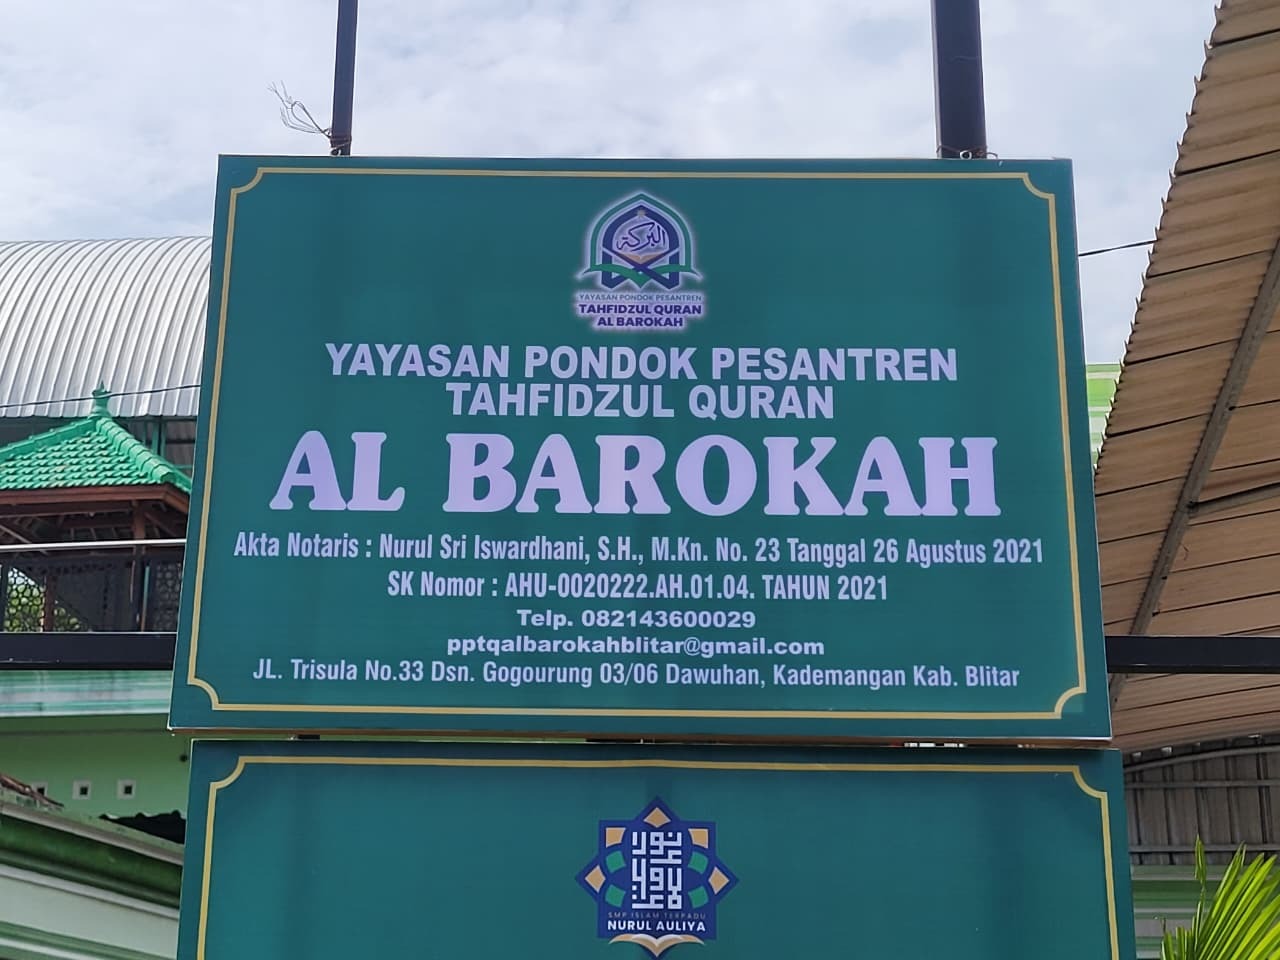 البركة
YAYASAN PONDOK PESANTREN
TAHFIDZUL QURAN
AL BAROKAH
YAYASAN PONDOK PESANTREN
TAHFIDZUL QURAN
AL BAROKAH
Akta Notaris : Nurul Sri Iswardhani, S.H., M.Kn. No. 23 Tanggal 26 Agustus 2021
SK Nomor : AHU-0020222.AH.01.04. TAHUN 2021
Telp. 082143600029
pptqalbarokahblitar@gmail.com
JL. Trisula No.33 Dsn. Gogourung 03/06 Dawuhan, Kademangan Kab. Blitar
SMP ISLAM TERPADU
NURUL AULIYA